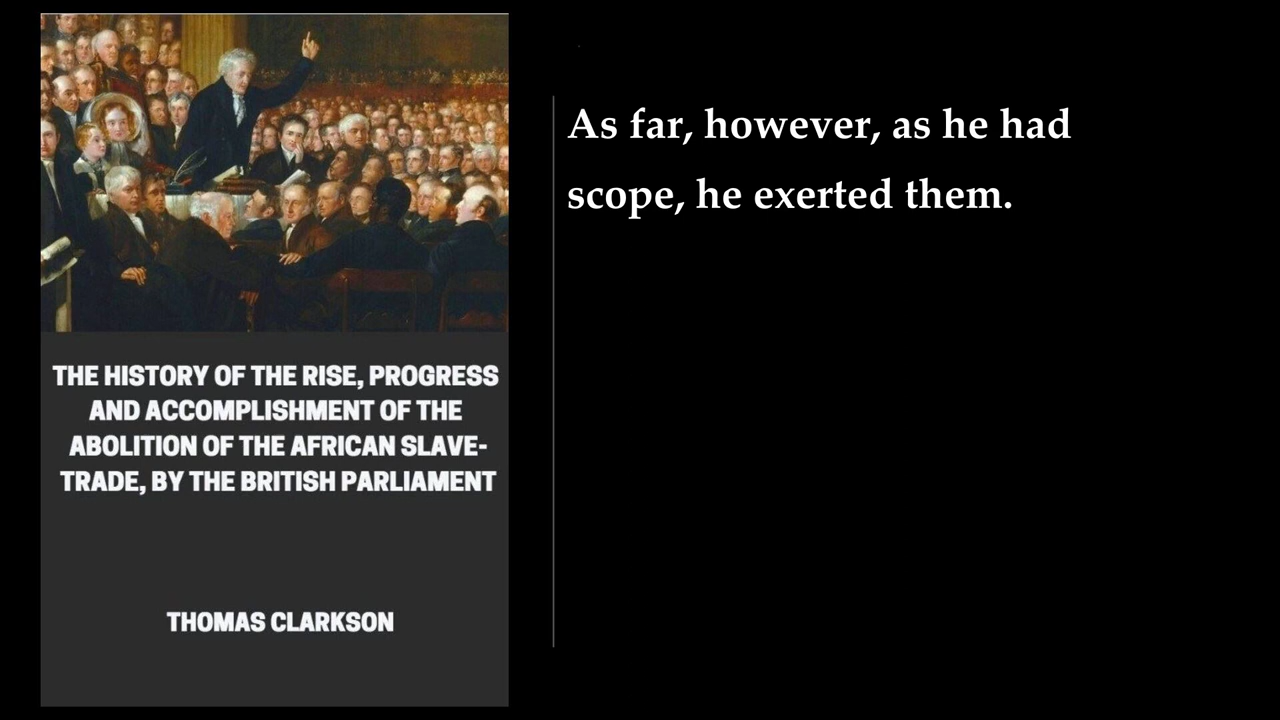 THE HISTORY OF THE RISE, PROGRESS
AND ACCOMPLISHMENT OF THE
ABOLITION OF THE AFRICAN SLAVE-
TRADE, BY THE BRITISH PARLIAMENT
THOMAS CLARKSON
As far, however, as he had
scope, he exerted them.